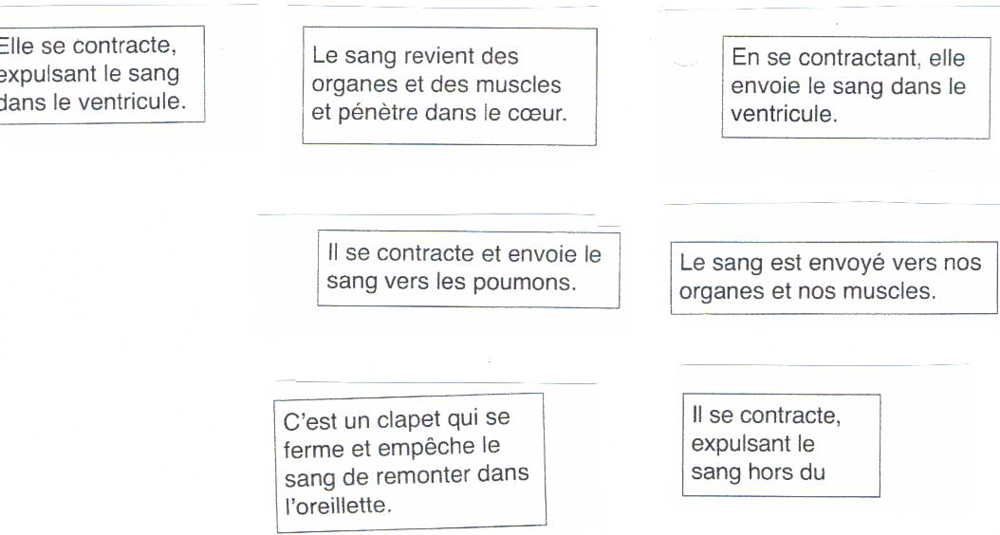 Elle se contracte,
expulsant le sang
dans le ventricule.
Le sang revient des
organes et des muscles
et pénètre dans le cœur.
En se contractant, elle
envoie le sang dans le
ventricule.
Il se contracte et envoie le
sang vers les poumons.
Le sang est envoyé vers nos
organes et nos muscles.
C'est un clapet qui se
ferme et empêche le
sang de remonter dans
l'oreillette.
Il se contracte,
expulsant le
sang hors du